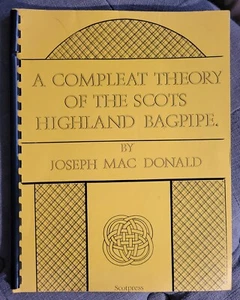 A COMPLEAT THEORY
OF THE SCOTS
HIGHLAND BAGPIPE.
BY
JOSEPH MAC DONALD
Scotpress